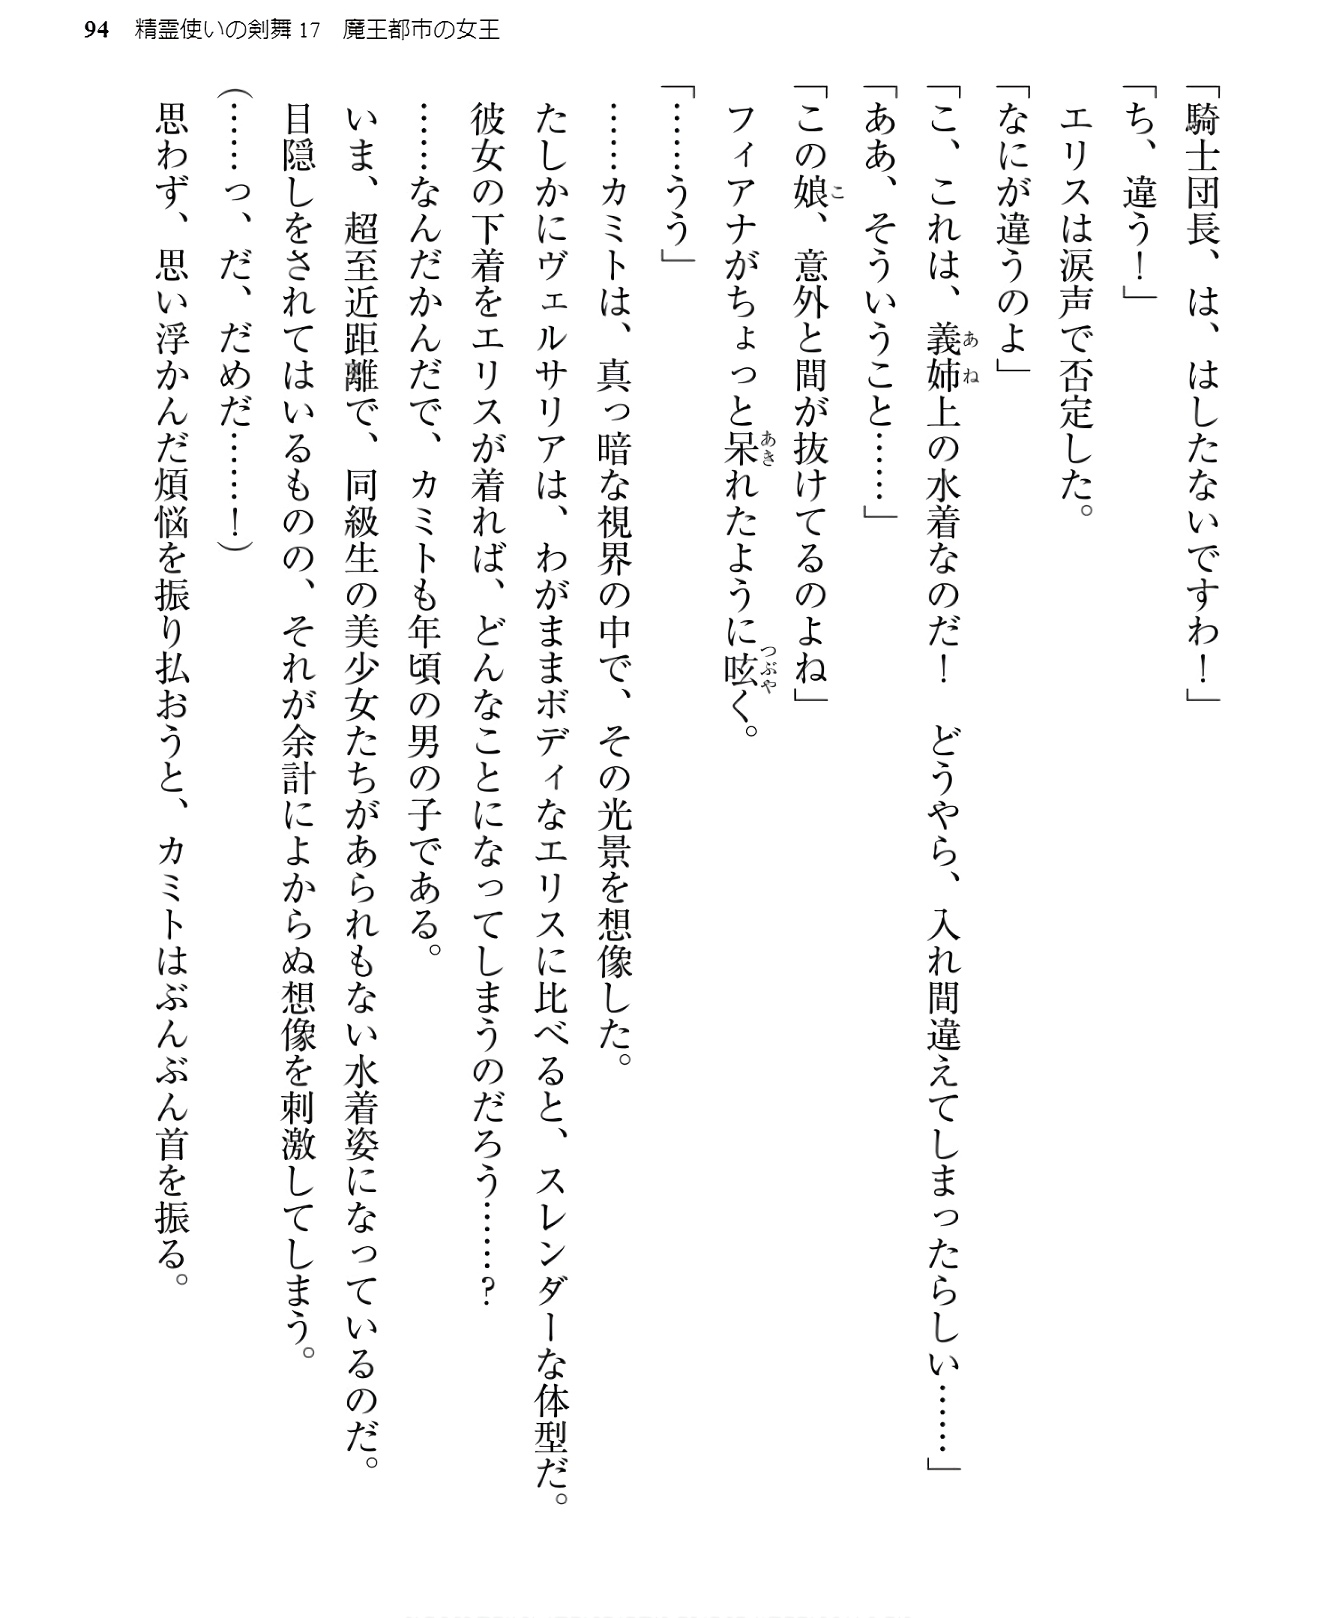 94 精霊使いの剣舞17 魔王都市の女王
「騎士団長、は、はしたないですわ！」
「ち、違う！」
エリスは涙声で否定した。
「なにが違うのよ」
「こ、これは、義姉上の水着なのだ！　どうやら、入れ間違えてしまったらしい……」
「ああ、そういうこと……」
「この娘、意外と間が抜けてるのよね」
フィアナがちょっと呆れたように呟く。
「……うう」
……カミトは、真っ暗な視界の中で、その光景を想像した。
たしかにヴェルサリアは、わがままボディなエリスに比べると、スレンダーな体型だ。
彼女の下着をエリスが着れば、どんなことになってしまうのだろう……？
……なんだかんだで、カミトも年頃の男の子である。
いま、超至近距離で、同級生の美少女たちがあられもない水着姿になっているのだ。
目隠しをされてはいるものの、それが余計によからぬ想像を刺激してしまう。
（……っ、だ、だめだ……！）
思わず、思い浮かんだ煩悩を振り払おうと、カミトはぶんぶん首を振る。